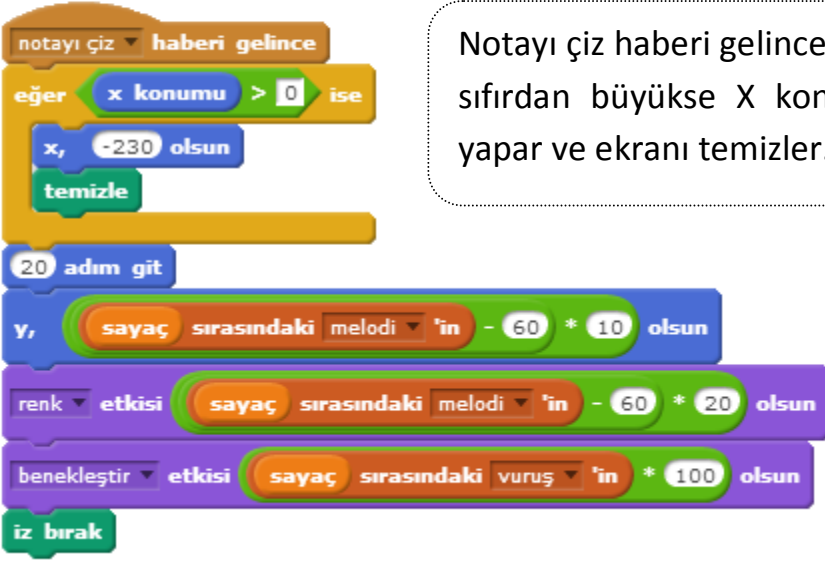 notayı çiz haberi gelince
eğer x konumu > 0 ise
x, -230 olsun
temizle
20 adım git
y, sayaç sırasındaki melodi 'in - 60 * 10 olsun
renk etkisi sayaç sırasındaki melodi 'in - 60 * 20 olsun
benekleştir etkisi sayaç sırasındaki vuruş 'in * 100 olsun
iz bırak
Notayı çiz haberi gelince
sıfırdan büyükse X kon
yapar ve ekranı temizler.